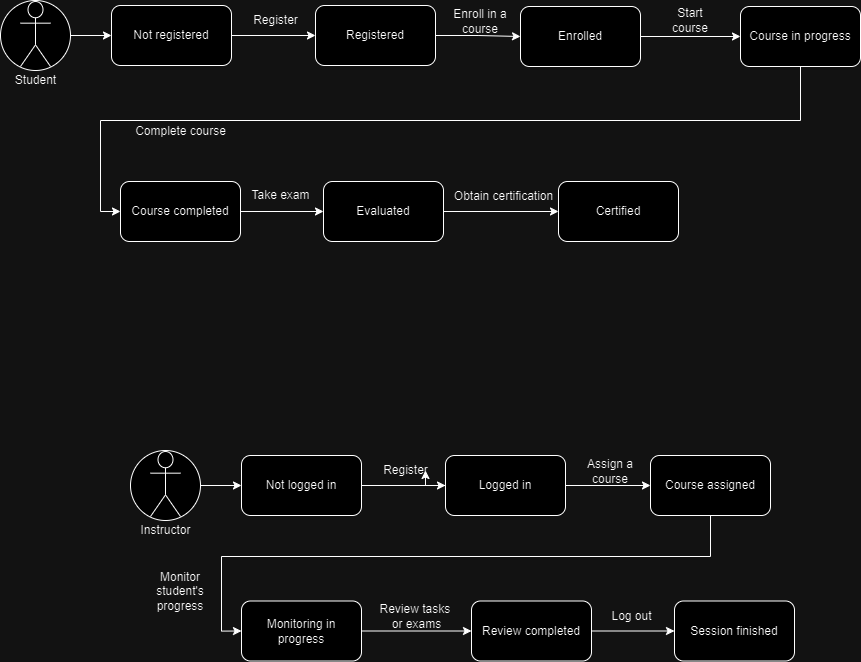 Student
Not registered
Register
Registered
Enroll in a
course
Enrolled
Start
course
Course in progress
Complete course
Course completed
Take exam
Evaluated
Obtain certification
Certified
Instructor
Not logged in
Register
Logged in
Assign a
course
Course assigned
Monitor
student's
progress
Monitoring in
progress
Review tasks
or exams
Review completed
Log out
Session finished